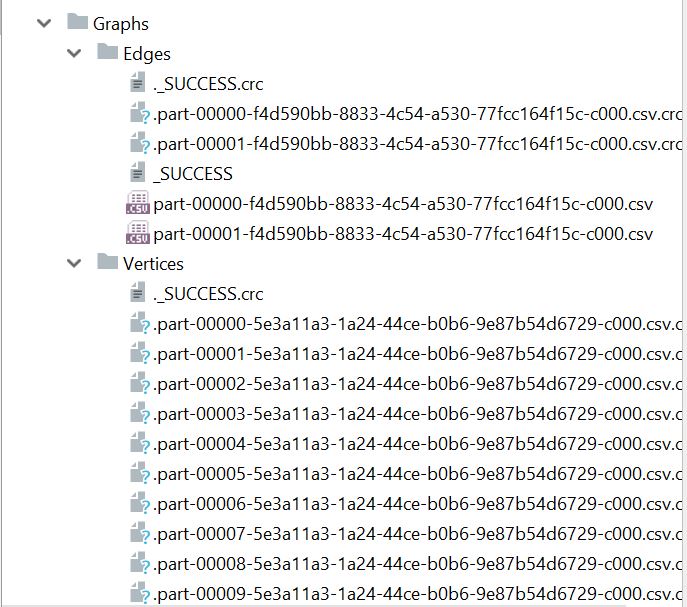 Graphs
Edges
._SUCCESS.crc
.part-00000-f4d590bb-8833-4c54-a530-77fcc164f15c-c000.csv.crc
.part-00001-f4d590bb-8833-4c54-a530-77fcc164f15c-c000.csv.crc
_SUCCESS
part-00000-f4d590bb-8833-4c54-a530-77fcc164f15c-c000.csv
part-00001-f4d590bb-8833-4c54-a530-77fcc164f15c-c000.csv
Vertices
._SUCCESS.crc
.part-00000-5e3a11a3-1a24-44ce-b0b6-9e87b54d6729-c000.csv.c
.part-00001-5e3a11a3-1a24-44ce-b0b6-9e87b54d6729-c000.csv.c
.part-00002-5e3a11a3-1a24-44ce-b0b6-9e87b54d6729-c000.csv.c
.part-00003-5e3a11a3-1a24-44ce-b0b6-9e87b54d6729-c000.csv.c
.part-00004-5e3a11a3-1a24-44ce-b0b6-9e87b54d6729-c000.csv.c
.part-00005-5e3a11a3-1a24-44ce-b0b6-9e87b54d6729-c000.csv.c
.part-00006-5e3a11a3-1a24-44ce-b0b6-9e87b54d6729-c000.csv.c
.part-00007-5e3a11a3-1a24-44ce-b0b6-9e87b54d6729-c000.csv.c
.part-00008-5e3a11a3-1a24-44ce-b0b6-9e87b54d6729-c000.csv.c
.part-00009-5e3a11a3-1a24-44ce-b0b6-9e87b54d6729-c000.csv.c